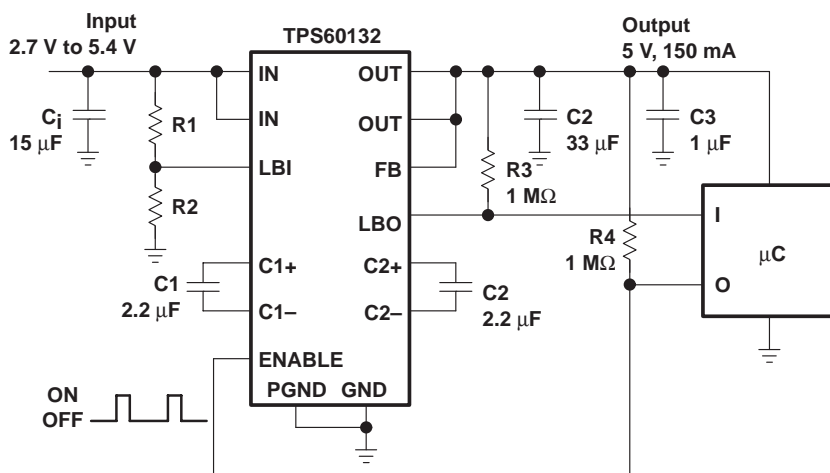 Input
2.7 V to 5.4 V
TPS60132
Output
5 V, 150 mA
IN
OUT
Ci
15 μF
R1
IN
OUT
C2
33 μF
C3
1 μF
LBI
FB
R3
1 MΩ
R2
LBO
I
R4
1 MΩ
μC
C1
2.2 μF
C1+
C2+
C2
2.2 μF
O
C1–
C2–
ENABLE
ON
OFF
PGND
GND